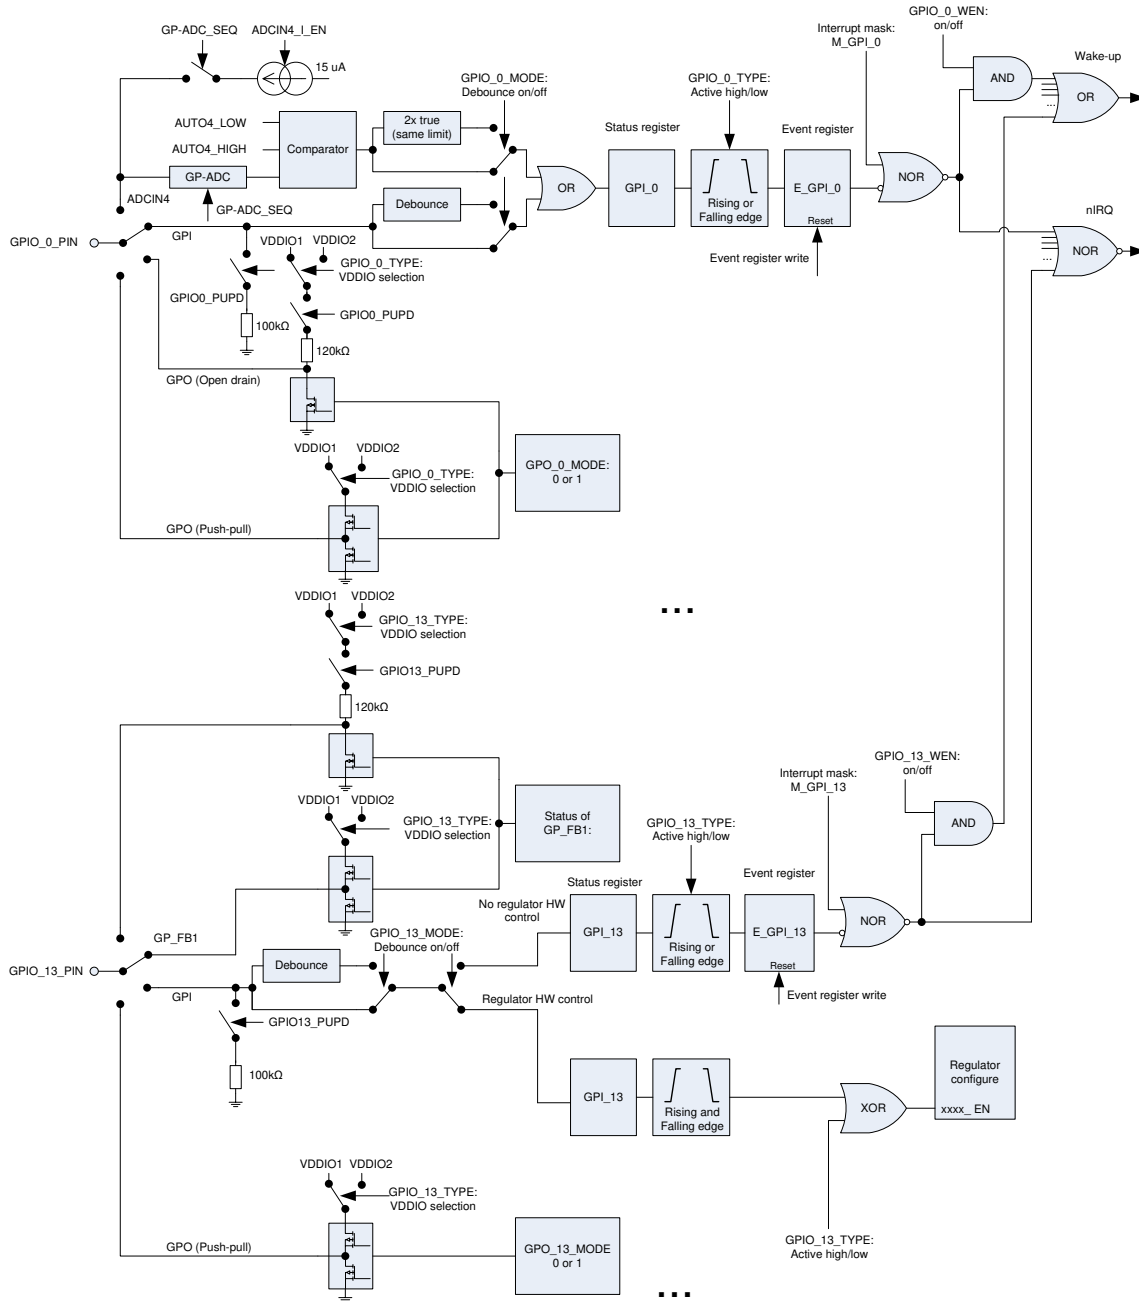 GPIO_0_WEN:
on/off
GP-ADC_SEQ
ADCIN4_I_EN
Interrupt mask:
M_GPI_0
15 uA
Wake-up
AND
OR
...
GPIO_0_MODE:
Debounce on/off
GPIO_0_TYPE:
Active high/low
AUTO4_LOW
AUTO4_HIGH
Comparator
2x true
(same limit)
Status register
Event register
GP-ADC
ADCIN4
GP-ADC_SEQ
Debounce
OR
GPI_0
Rising or
Falling edge
E_GPI_0
Reset
NOR
nIRQ
NOR
...
GPIO_0_PIN
GPI
VDDIO1
VDDIO2
GPIO_0_TYPE:
VDDIO selection
Event register write
GPIO0_PUPD
GPIO0_PUPD
100kΩ
120kΩ
GPO (Open drain)
VDDIO1
VDDIO2
GPIO_0_TYPE:
VDDIO selection
GPO_0_MODE:
0 or 1
GPO (Push-pull)
VDDIO1
VDDIO2
GPIO_13_TYPE:
VDDIO selection
...
GPIO13_PUPD
120kΩ
GPIO_13_WEN:
on/off
Interrupt mask:
M_GPI_13
VDDIO1
VDDIO2
GPIO_13_TYPE:
VDDIO selection
Status of
GP_FB1:
GPIO_13_TYPE:
Active high/low
AND
Status register
Event register
No regulator HW
control
GPI_13
Rising or
Falling edge
E_GPI_13
Reset
NOR
GP_FB1
GPIO_13_MODE:
Debounce on/off
GPIO_13_PIN
Debounce
GPI
Regulator HW control
Event register write
GPIO13_PUPD
100kΩ
GPI_13
Rising and
Falling edge
XOR
Regulator
configure
xxxx_ EN
VDDIO1
VDDIO2
GPIO_13_TYPE:
VDDIO selection
GPO (Push-pull)
GPO_13_MODE
0 or 1
GPIO_13_TYPE:
Active high/low
...